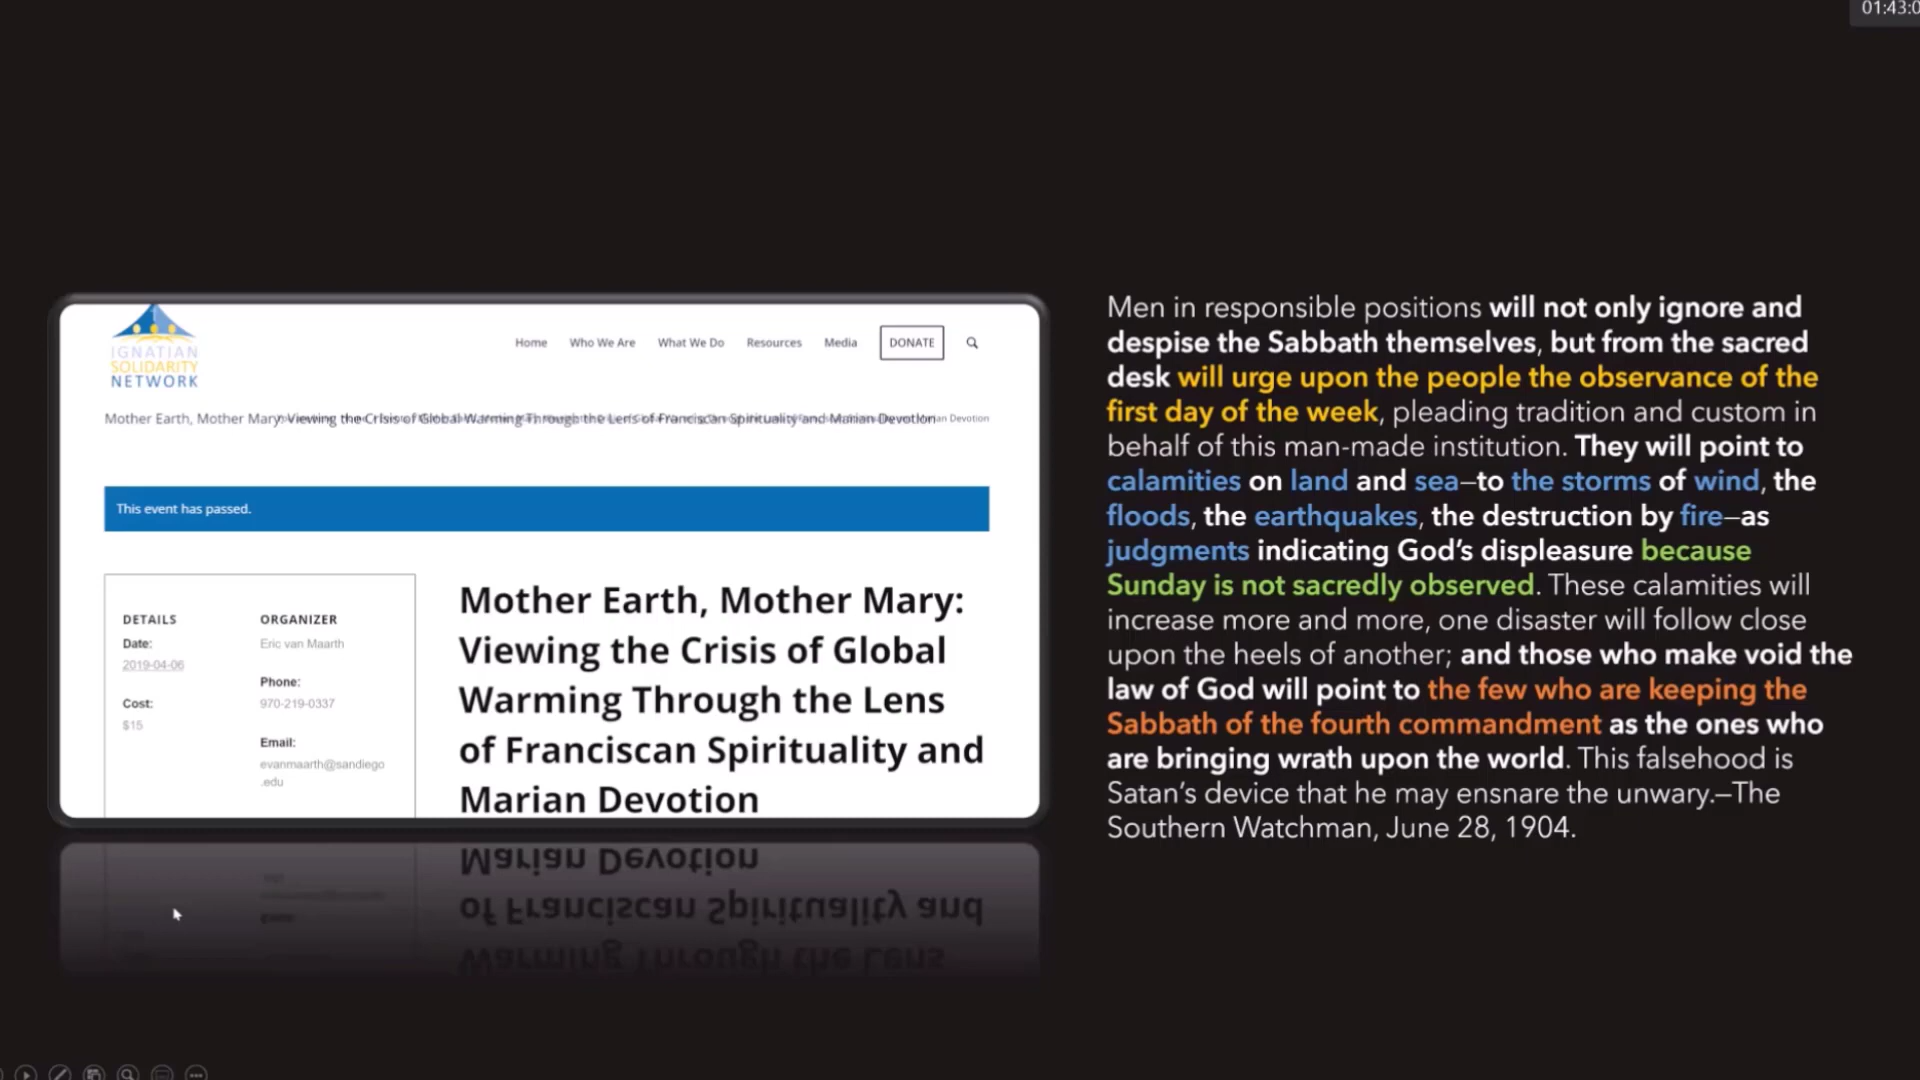 01:43:0
IGNATIAN
SOLIDARITY
NETWORK
Home Who We Are What We Do Resources Media DONATE
Mother Earth, Mother Mary: Viewing the Crisis of Global Warming Through the Lens of Franciscan Spirituality and Marian Devotion
This event has passed.
DETAILS
Date:
2019-04-06
Cost:
$15
ORGANIZER
Eric van Maarth
Phone:
970-219-0337
Email:
evanmaarth@sandiego
.edu
Mother Earth, Mother Mary:
Viewing the Crisis of Global
Warming Through the Lens
of Franciscan Spirituality and
Marian Devotion
Men in responsible positions will not only ignore and
despise the Sabbath themselves, but from the sacred
desk will urge upon the people the observance of the
first day of the week, pleading tradition and custom in
behalf of this man-made institution. They will point to
calamities on land and sea—to the storms of wind, the
floods, the earthquakes, the destruction by fire—as
judgments indicating God's displeasure because
Sunday is not sacredly observed. These calamities will
increase more and more, one disaster will follow close
upon the heels of another; and those who make void the
law of God will point to the few who are keeping the
Sabbath of the fourth commandment as the ones who
are bringing wrath upon the world. This falsehood is
Satan's device that he may ensnare the unwary.—The
Southern Watchman, June 28, 1904.